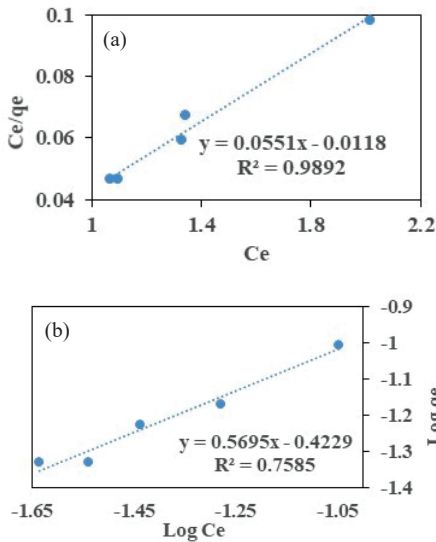 (a)
0.1
0.08
0.06
0.04
Ce/qe
y = 0.0551x - 0.0118
R² = 0.9892
1 1.4 1.8 2.2
Ce
(b)
-0.9
-1
-1.1
-1.2
-1.3
-1.4
Log qe
y = 0.5695x - 0.4229
R² = 0.7585
-1.65 -1.45 -1.25 -1.05
Log Ce